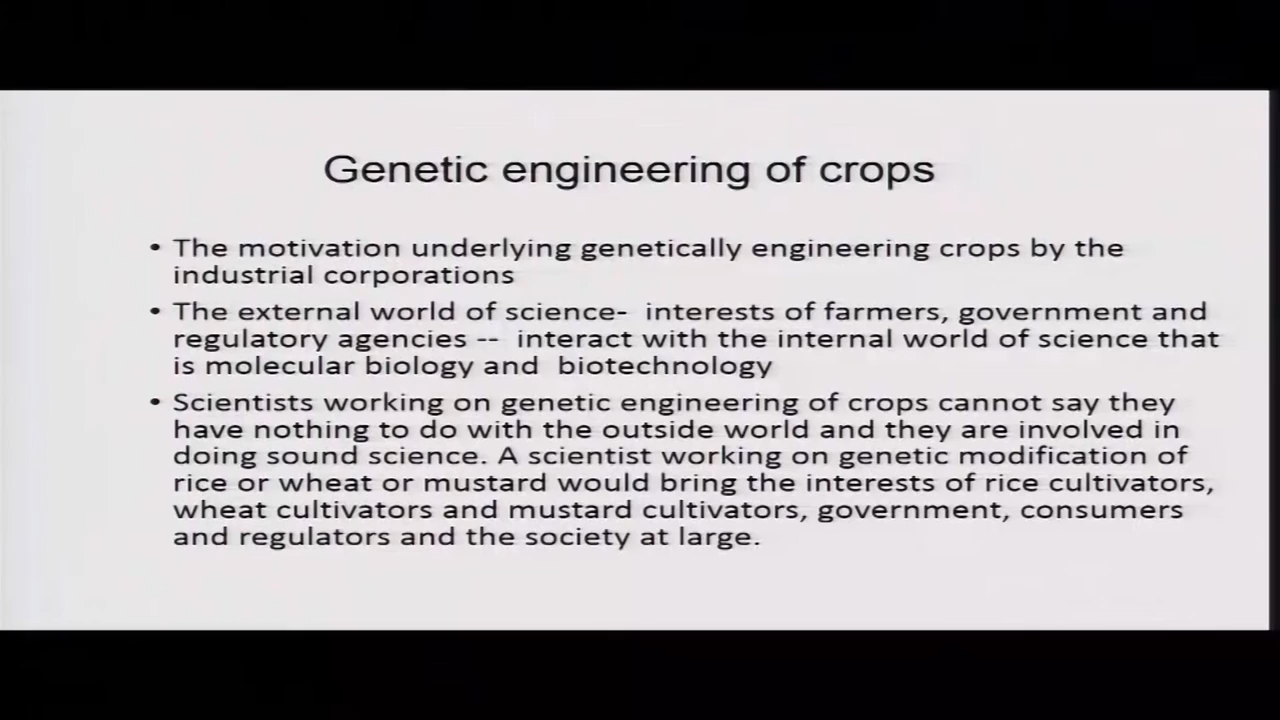 Genetic engineering of crops
• The motivation underlying genetically engineering crops by the
industrial corporations
• The external world of science- interests of farmers, government and
regulatory agencies -- interact with the internal world of science that
is molecular biology and biotechnology
• Scientists working on genetic engineering of crops cannot say they
have nothing to do with the outside world and they are involved in
doing sound science. A scientist working on genetic modification of
rice or wheat or mustard would bring the interests of rice cultivators,
wheat cultivators and mustard cultivators, government, consumers
and regulators and the society at large.